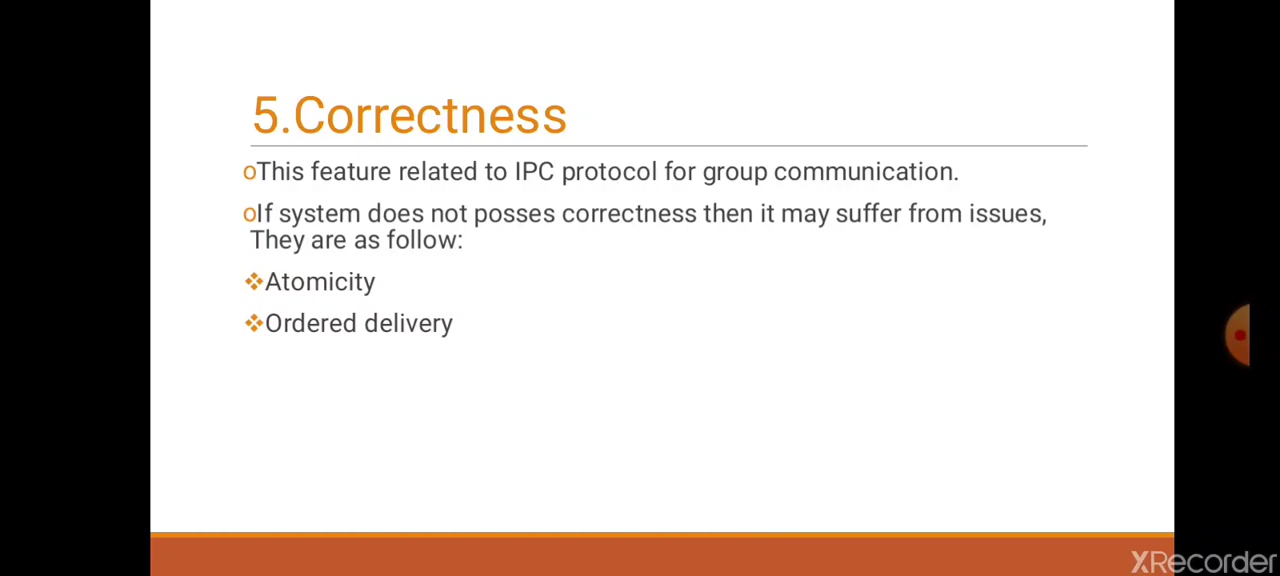 5.Correctness
oThis feature related to IPC protocol for group communication.
oIf system does not posses correctness then it may suffer from issues,
They are as follow:
❖Atomicity
❖Ordered delivery
XRecorder